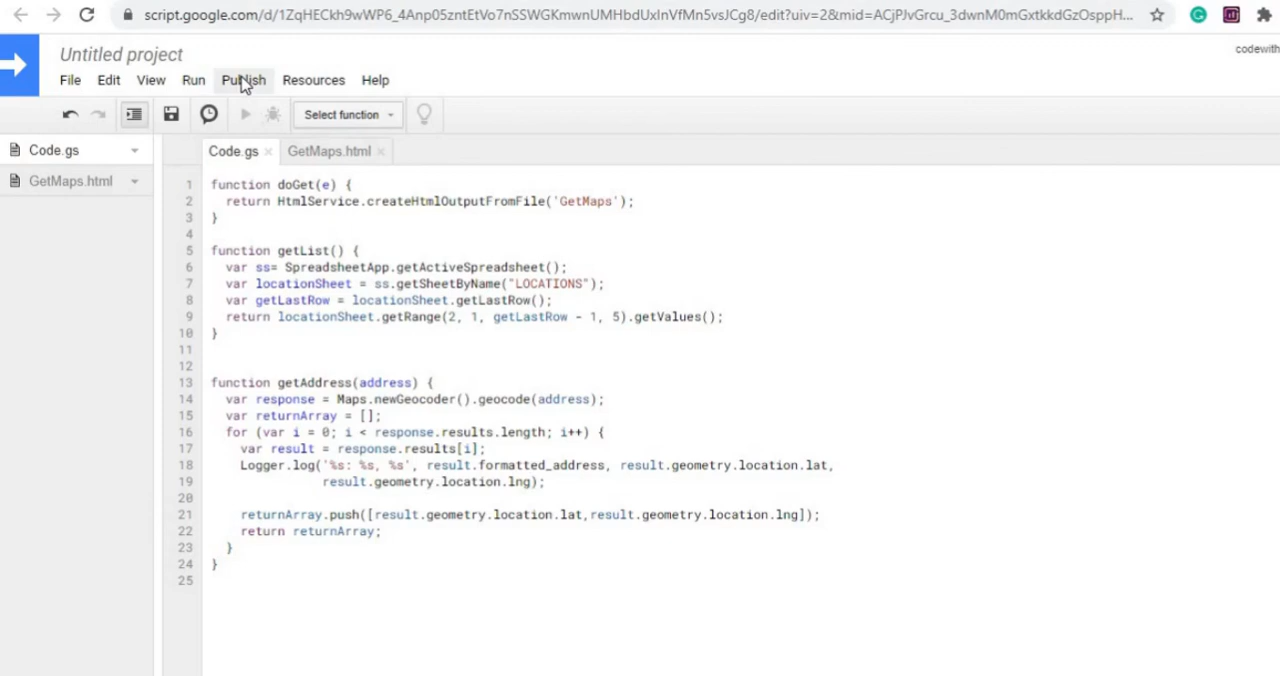 script.google.com/d/1ZqHECkh9wWP6_4Anp05zntEtVo7nSSWGKmwnUMHbdUxInVfMn5vsJCg8/edit?uiv=2&mid=ACjPJvGrcu_3dwnM0mGxtkkdGzOsppH...
Untitled project
codewith
File Edit View Run Publish Resources Help
Select function
Code.gs
GetMaps.html
Code.gs × GetMaps.html ×
1 function doGet(e) {
2 return HtmlService.createHtmlOutputFromFile('GetMaps');
3 }
4
5 function getList() {
6 var ss= SpreadsheetApp.getActiveSpreadsheet();
7 var locationSheet = ss.getSheetByName("LOCATIONS");
8 var getLastRow = locationSheet.getLastRow();
9 return locationSheet.getRange(2, 1, getLastRow - 1, 5).getValues();
10 }
11
12
13 function getAddress(address) {
14 var response = Maps.newGeocoder().geocode(address);
15 var returnArray = [];
16 for (var i = 0; i < response.results.length; i++) {
17 var result = response.results[i];
18 Logger.log('%s: %s, %s', result.formatted_address, result.geometry.location.lat,
19 result.geometry.location.lng);
20
21 returnArray.push([result.geometry.location.lat,result.geometry.location.lng]);
22 return returnArray;
23 }
24 }
25